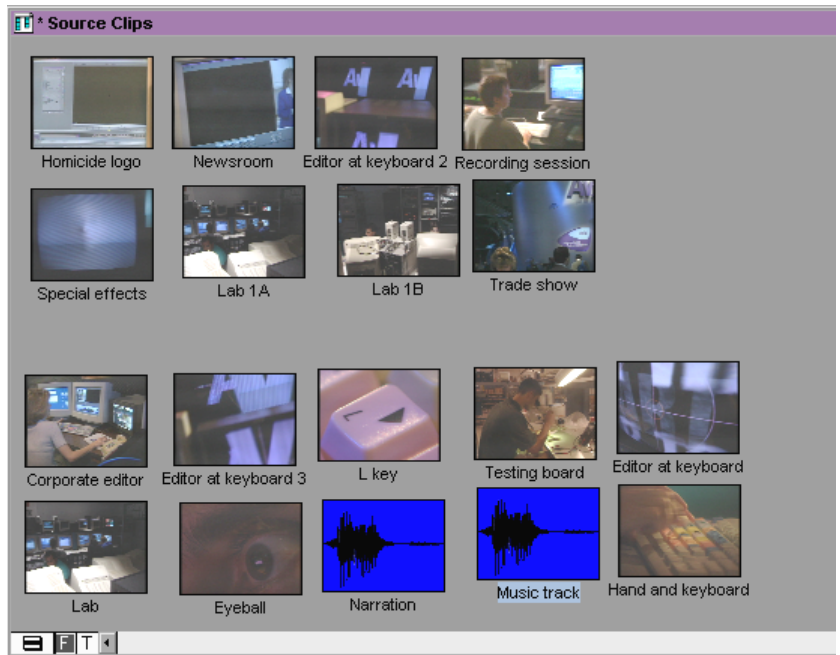 * Source Clips
Homicide logo
Newsroom
Editor at keyboard 2
Recording session
Special effects
Lab 1A
Lab 1B
Trade show
Corporate editor
Editor at keyboard 3
L key
Testing board
Editor at keyboard
Lab
Eyeball
Narration
Music track
Hand and keyboard
F T